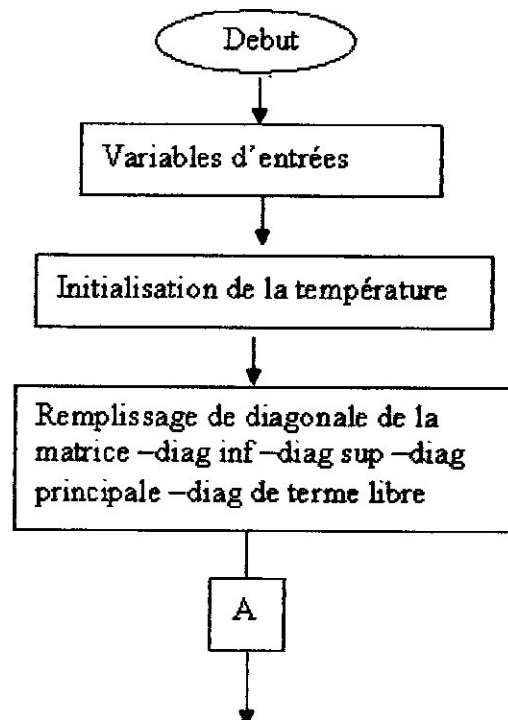 Debut
Variables d'entrées
Initialisation de la température
Remplissage de diagonale de la
matrice –diag inf –diag sup –diag
principale –diag de terme libre
A